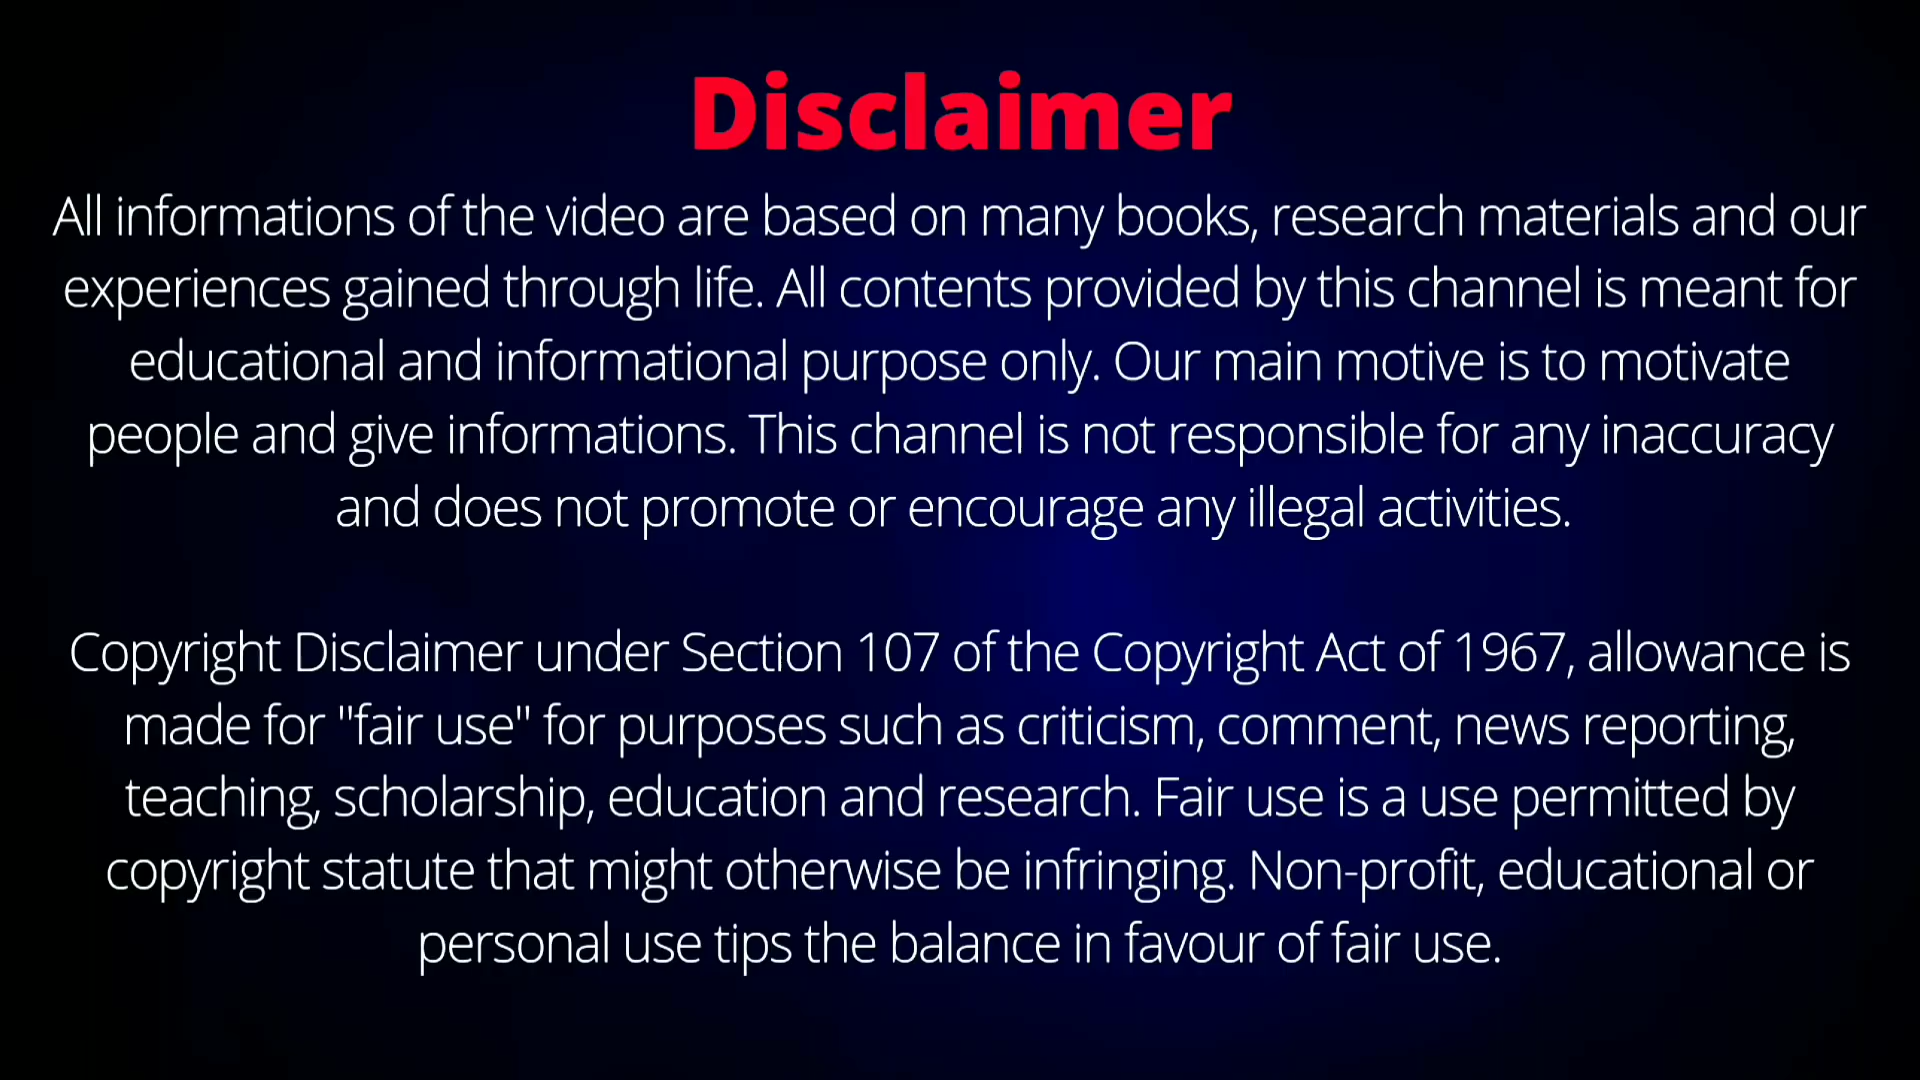 Disclaimer
All informations of the video are based on many books, research materials and our
experiences gained through life. All contents provided by this channel is meant for
educational and informational purpose only. Our main motive is to motivate
people and give informations. This channel is not responsible for any inaccuracy
and does not promote or encourage any illegal activities.
Copyright Disclaimer under Section 107 of the Copyright Act of 1967, allowance is
made for "fair use" for purposes such as criticism, comment, news reporting,
teaching, scholarship, education and research. Fair use is a use permitted by
copyright statute that might otherwise be infringing. Non-profit, educational or
personal use tips the balance in favour of fair use.